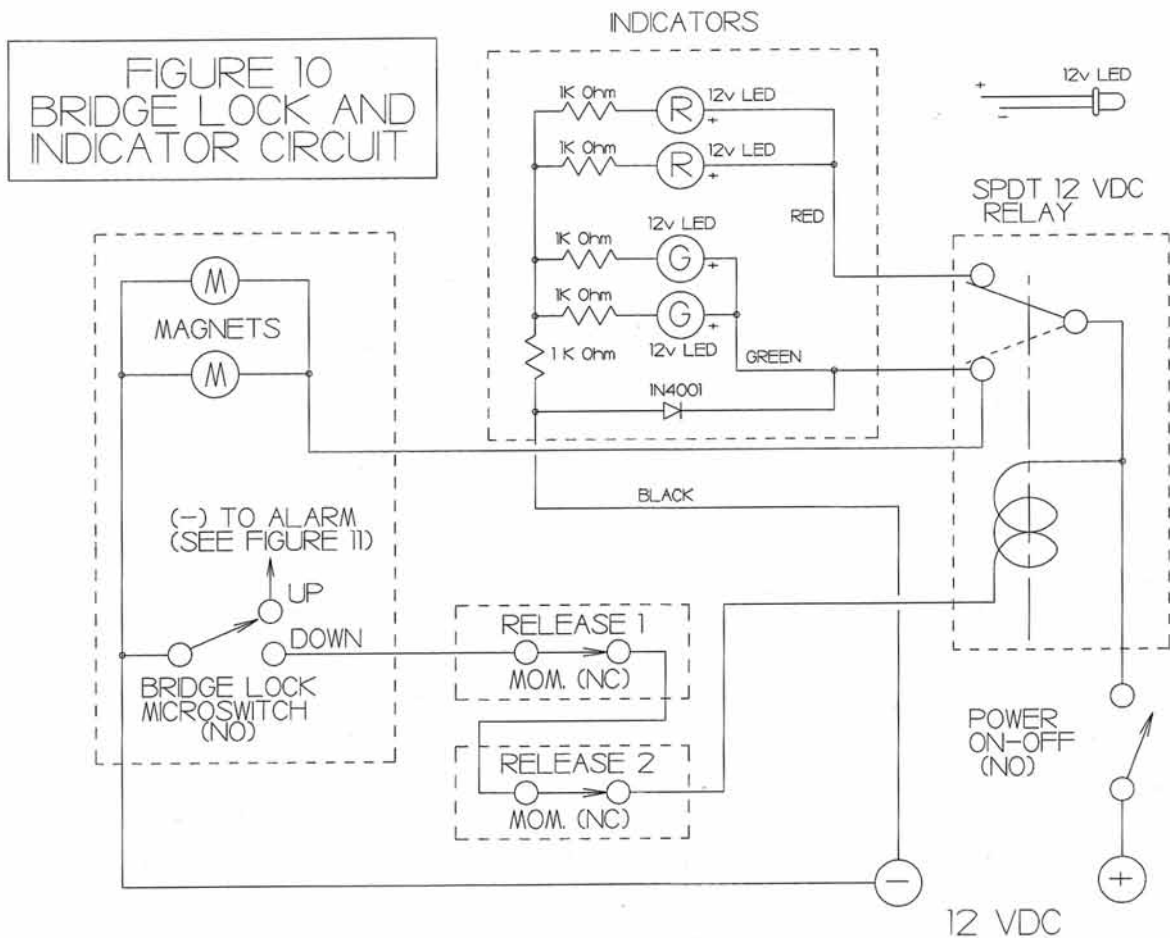 FIGURE 10
BRIDGE LOCK AND
INDICATOR CIRCUIT
INDICATORS
1K Ohm
R
12v LED
+
1K Ohm
R
12v LED
+
RED
1K Ohm
G
12v LED
+
1K Ohm
G
12v LED
+
1 K Ohm
GREEN
1N4001
BLACK
+
-
12v LED
SPDT 12 VDC
RELAY
M
MAGNETS
M
(-) TO ALARM
(SEE FIGURE 11)
UP
DOWN
BRIDGE LOCK
MICROSWITCH
(NO)
RELEASE 1
MOM. (NC)
RELEASE 2
MOM. (NC)
POWER
ON-OFF
(NO)
-
+
12 VDC